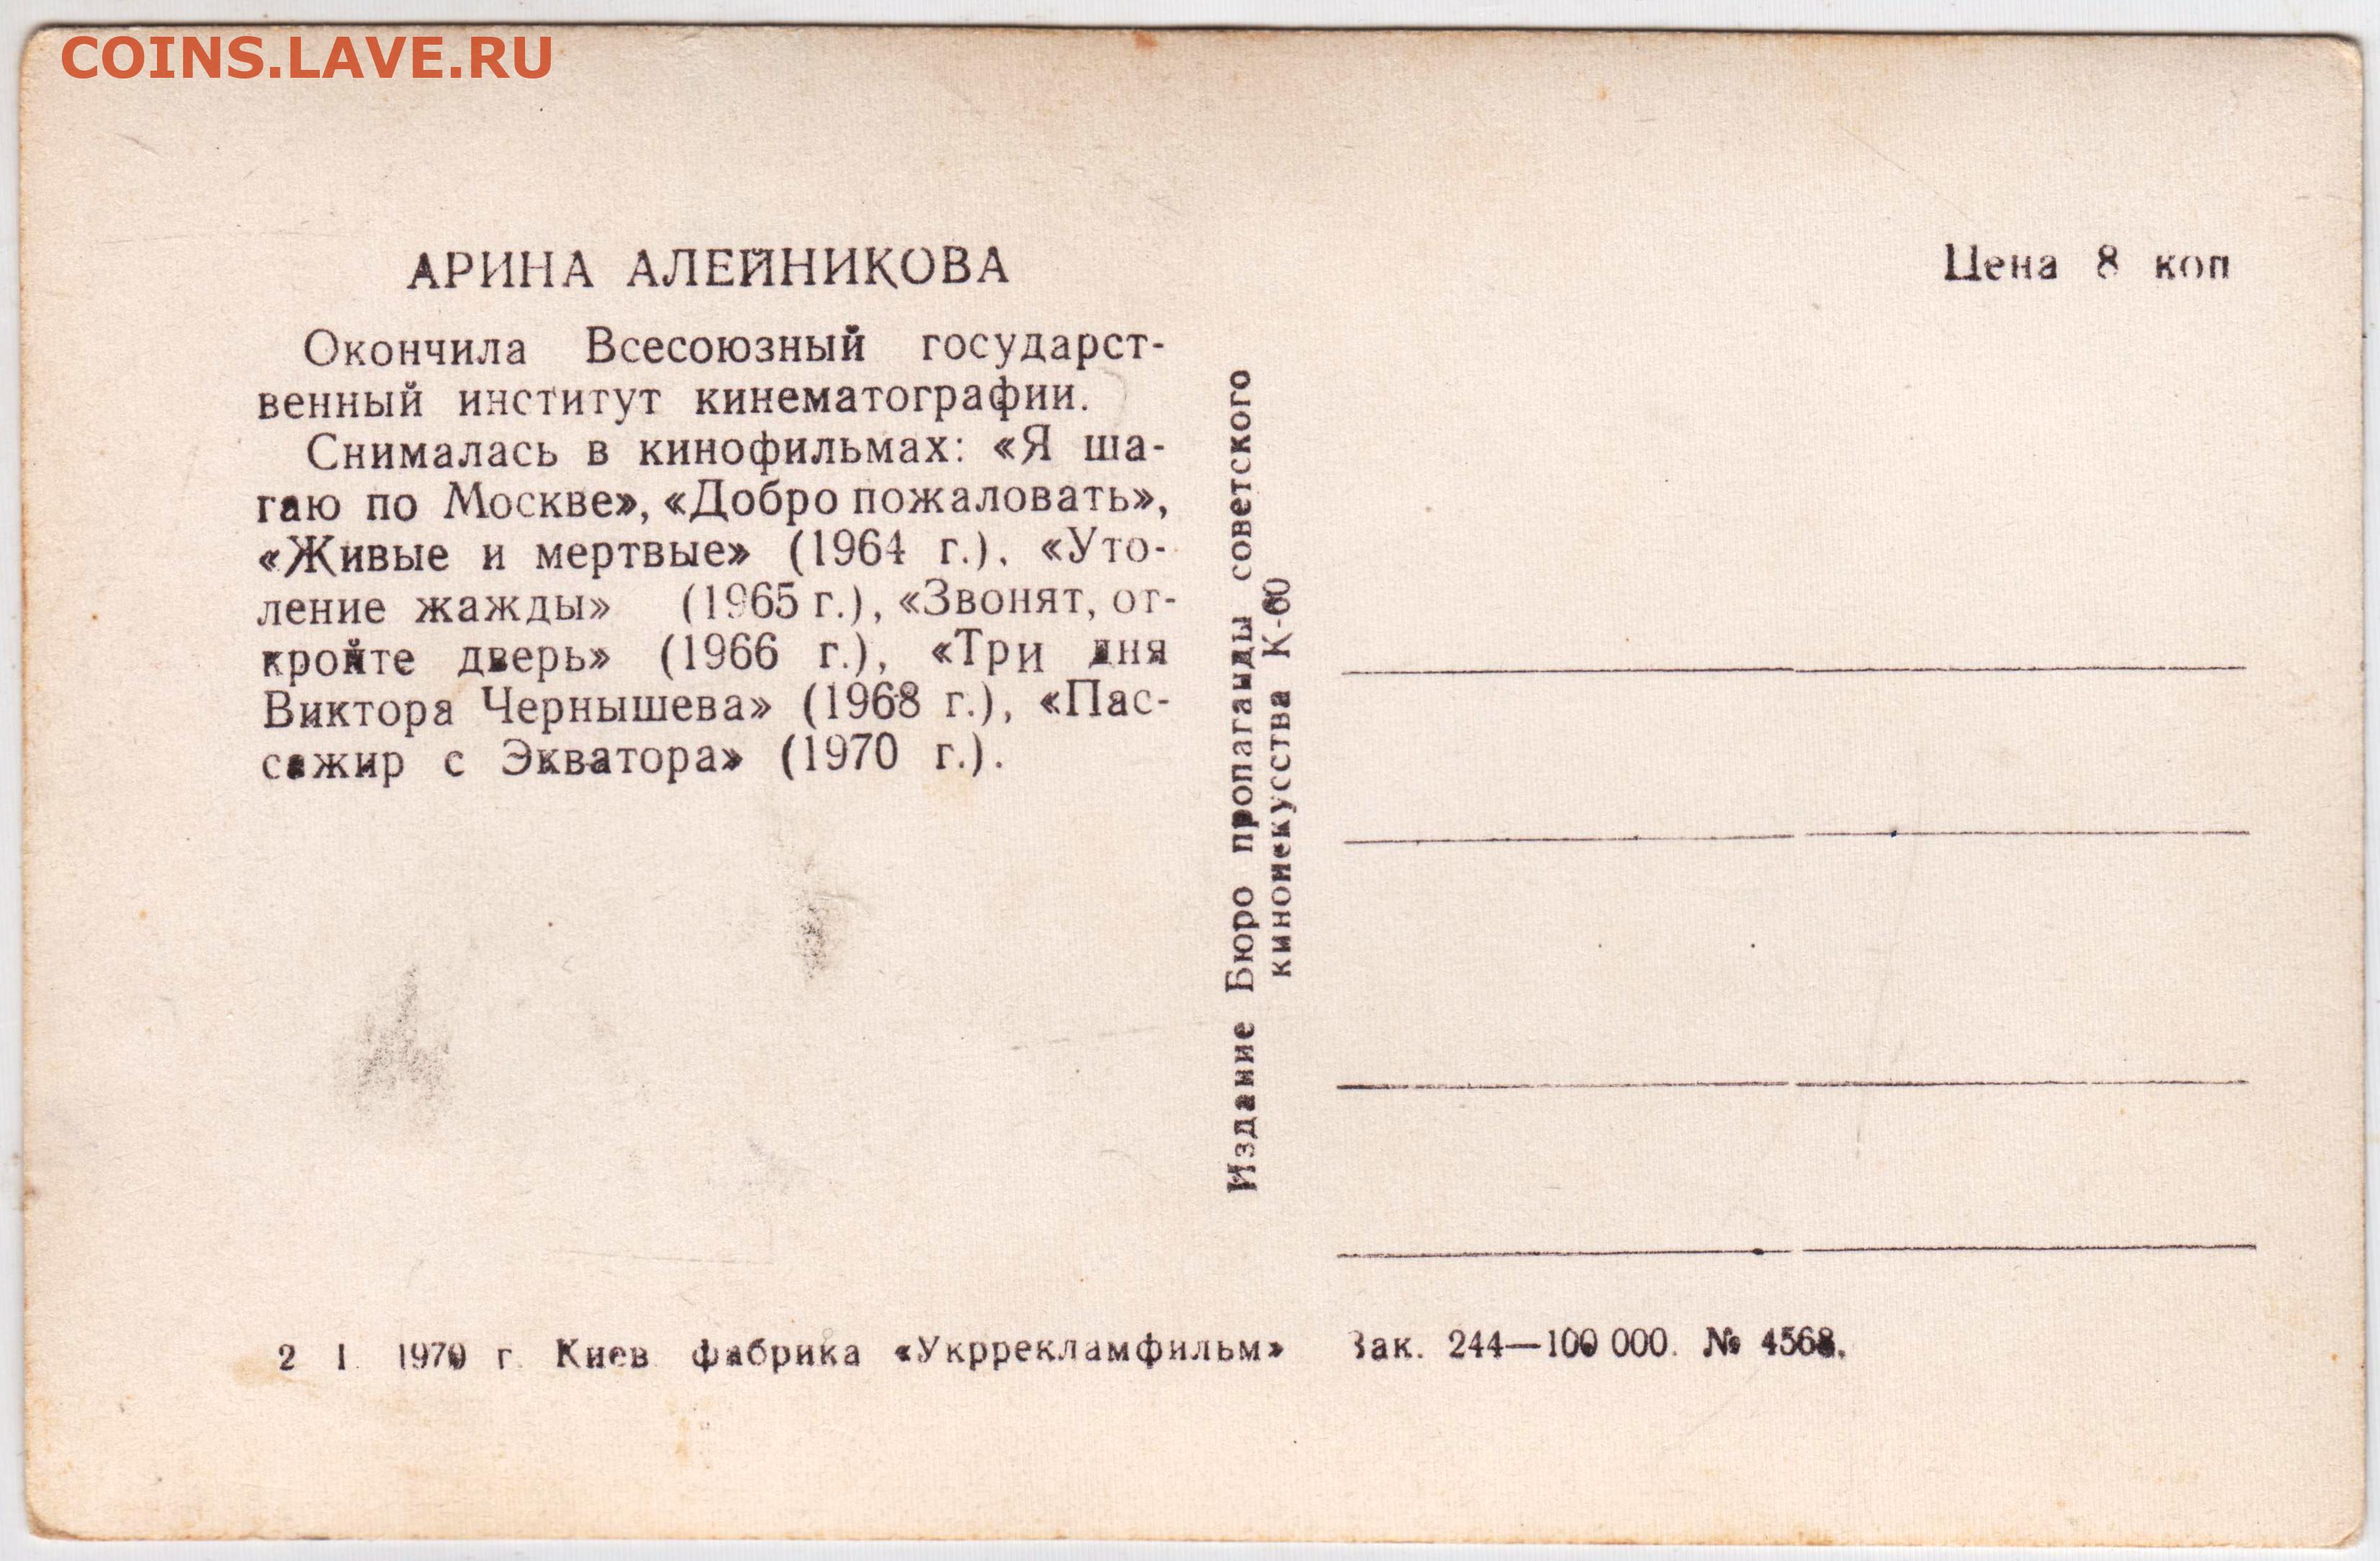 COINS.LAVE.RU
АРИНА АЛЕЙНИКОВА
Окончила Всесоюзный государст-
венный институт кинематографии.
Снималась в кинофильмах: «Я ша-
гаю по Москве», «Добро пожаловать»,
«Живые и мертвые» (1964 г.), «Уто-
ление жажды» (1965 г.), «Звонят, от-
кройте дверь» (1966 г.), «Три дня
Виктора Чернышева» (1968 г.), «Пас-
сажир с Экватора» (1970 г.).
Издание Бюро пропаганды советского
киноискусства К-60
Цена 8 коп
2 I 1970 г. Киев фабрика «Укррекламфильм» Зак. 244—100 000. № 4568.